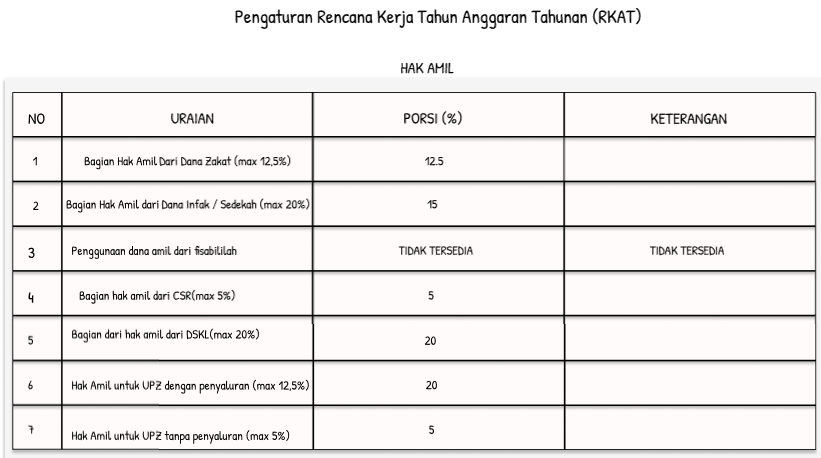 Pengaturan Rencana Kerja Tahun Anggaran Tahunan (RKAT)
HAK AMIL
NO URAIAN PORSI (%) KETERANGAN
1 Bagian Hak Amil Dari Dana Zakat (max 12,5%) 12.5
2 Bagian Hak Amil dari Dana Infak / Sedekah (max 20%) 15
3 Penggunaan dana amil dari fisabililah TIDAK TERSEDIA TIDAK TERSEDIA
4 Bagian hak amil dari CSR(max 5%) 5
5 Bagian dari hak amil dari DSKL(max 20%) 20
6 Hak Amil untuk UPZ dengan penyaluran (max 12,5%) 20
7 Hak Amil untuk UPZ tanpa penyaluran (max 5%) 5